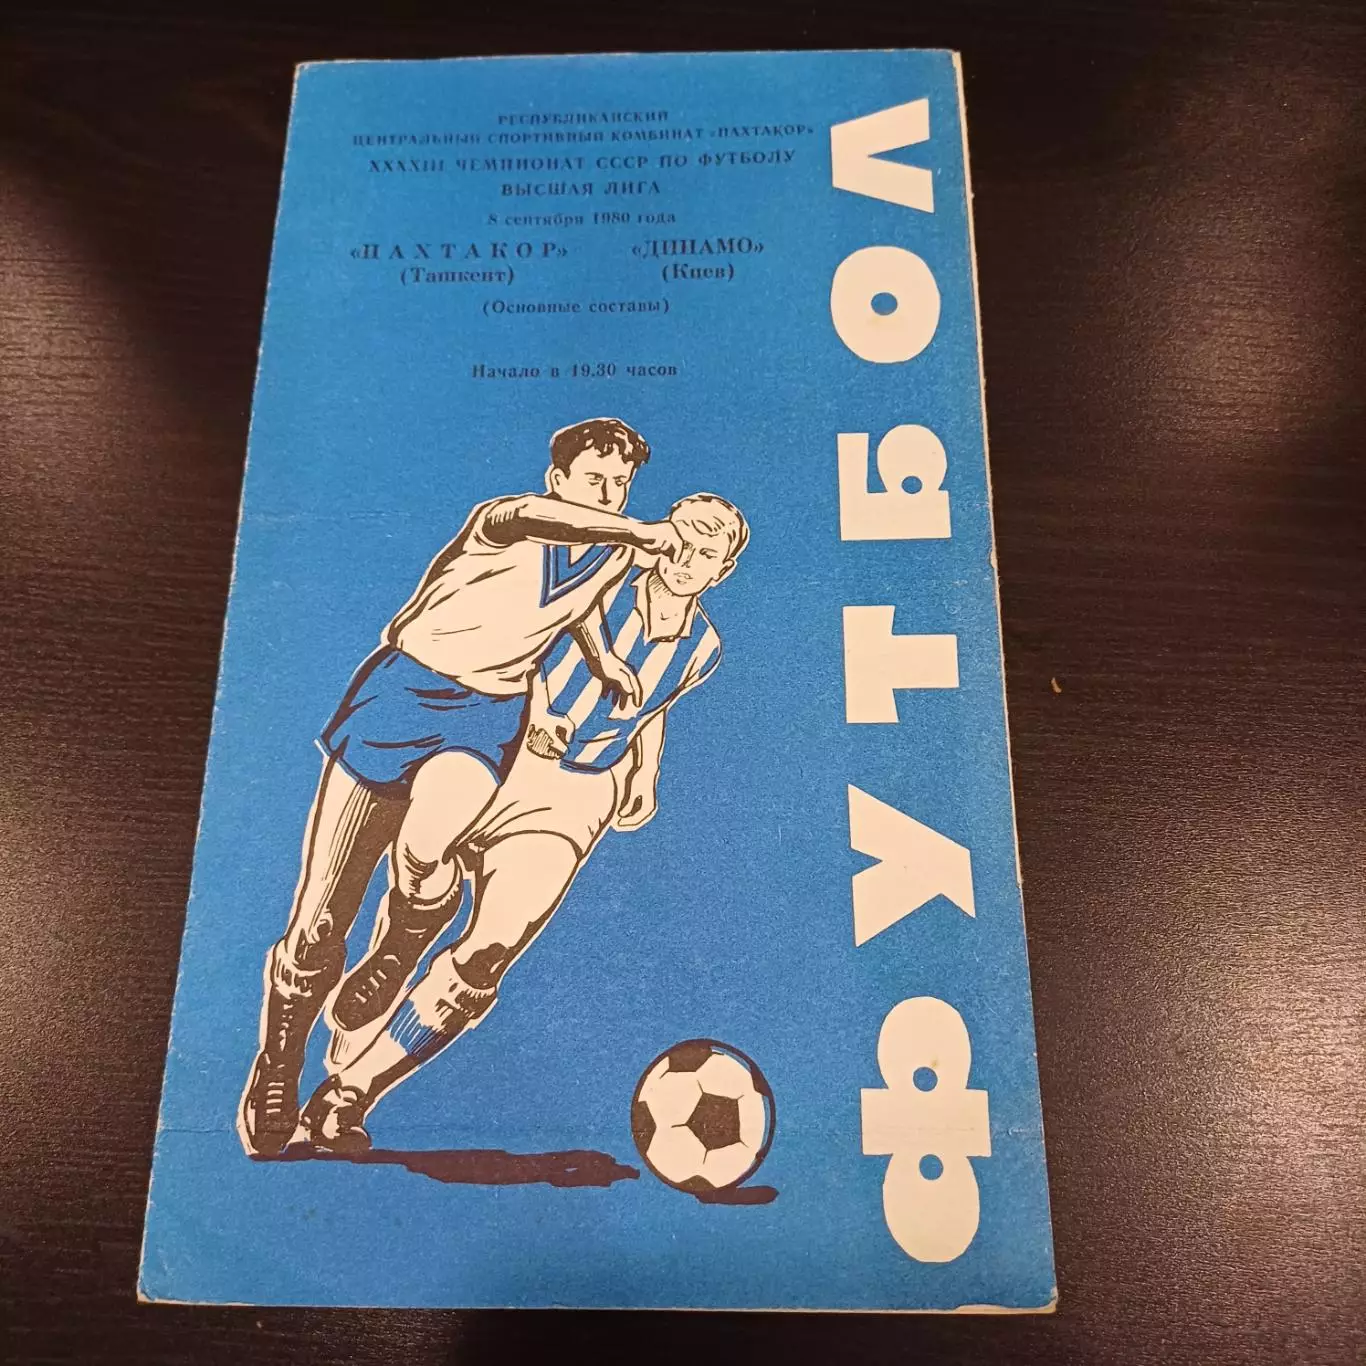 РЕСПУБЛИКАНСКИЙ
ЦЕНТРАЛЬНЫЙ СПОРТИВНЫЙ КОМБИНАТ «ПАХТАКОР»
XXXXIII ЧЕМПИОНАТ СССР ПО ФУТБОЛУ
ВЫСШАЯ ЛИГА
8 сентября 1980 года
«ПАХТАКОР» - «ДИНАМО»
(Ташкент) (Киев)
(Основные составы)
Начало в 19.30 часов
ФУТБОЛ